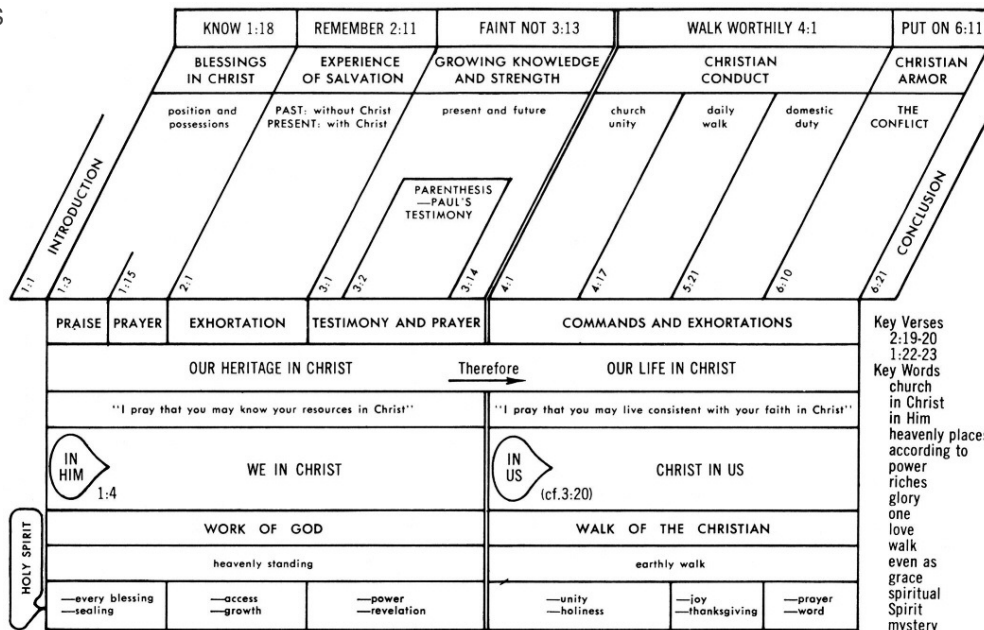 S
KNOW 1:18 REMEMBER 2:11 FAINT NOT 3:13 WALK WORTHILY 4:1 PUT ON 6:11
BLESSINGS
IN CHRIST
EXPERIENCE
OF SALVATION
GROWING KNOWLEDGE
AND STRENGTH
CHRISTIAN
CONDUCT
CHRISTIAN
ARMOR
position and
possessions
PAST: without Christ
PRESENT: with Christ
present and future
church
unity
daily
walk
domestic
duty
THE
CONFLICT
INTRODUCTION
PARENTHESIS
—PAUL'S
TESTIMONY
CONCLUSION
1:1 1:3 1:15 2:1 3:1 3:2 3:14 4:1 4:17 5:21 6:10 6:21
PRAISE PRAYER EXHORTATION TESTIMONY AND PRAYER COMMANDS AND EXHORTATIONS
OUR HERITAGE IN CHRIST Therefore OUR LIFE IN CHRIST
"I pray that you may know your resources in Christ" "I pray that you may live consistent with your faith in Christ"
IN
HIM
1:4
WE IN CHRIST
IN
US
(cf.3:20)
CHRIST IN US
WORK OF GOD WALK OF THE CHRISTIAN
heavenly standing earthly walk
HOLY SPIRIT
—every blessing
—sealing
—access
—growth
—power
—revelation
—unity
—holiness
—joy
—thanksgiving
—prayer
—word
Key Verses
2:19-20
1:22-23
Key Words
church
in Christ
in Him
heavenly places
according to
power
riches
glory
one
love
walk
even as
grace
spiritual
Spirit
mystery